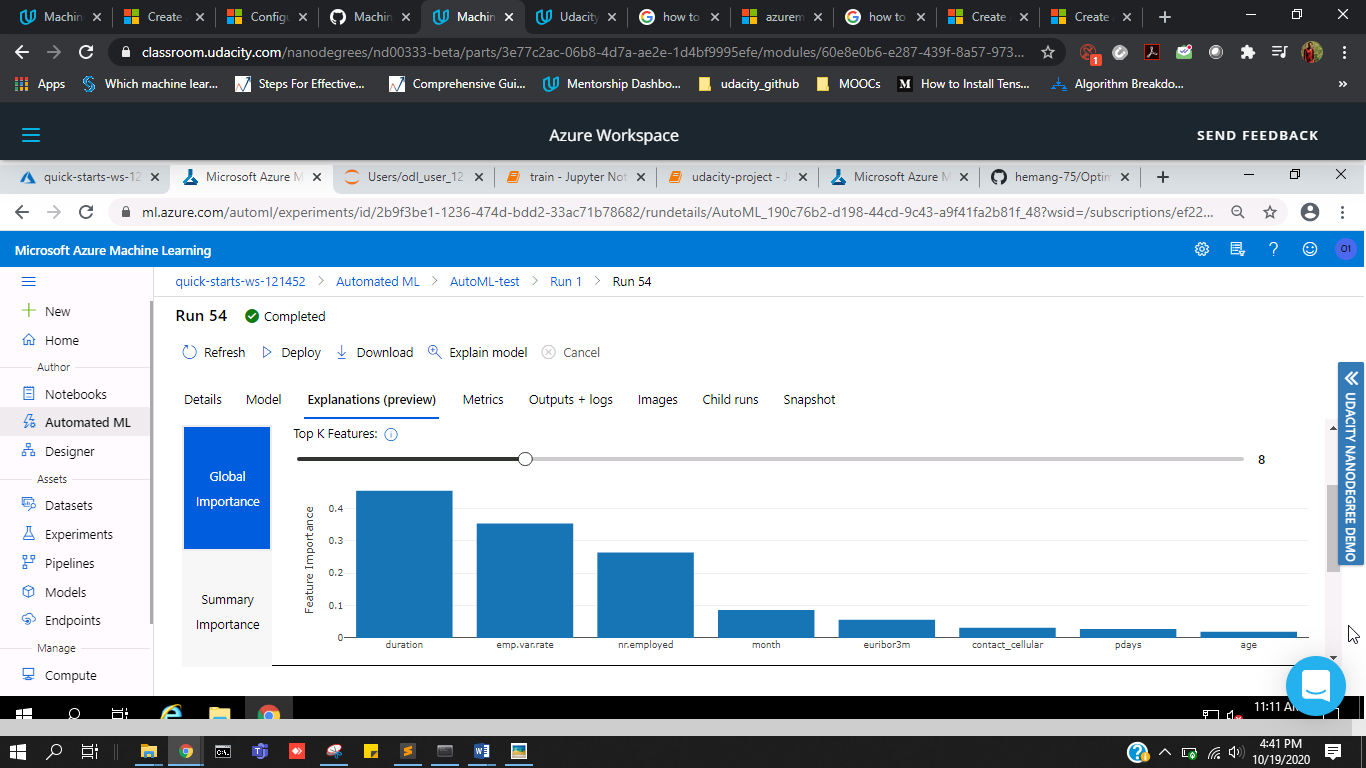 Machin
Create
Configu
Machin
Machin
Udacity
how to
azurem
how to
Create
Create
classroom.udacity.com/nanodegrees/nd00333-beta/parts/3e77c2ac-06b8-4d7a-ae2e-1d4bf9995efe/modules/60e8e0b6-e287-439f-8a57-973...
1
Apps Which machine lear... Steps For Effective... Comprehensive Gui... Mentorship Dashbo... udacity_github MOOCs M How to Install Tens... Algorithm Breakdo... »
Azure Workspace SEND FEEDBACK
quick-starts-ws-12 Microsoft Azure M Users/odl_user_12 train - Jupyter Not udacity-project - J Microsoft Azure M hemang-75/Optim
ml.azure.com/automl/experiments/id/2b9f3be1-1236-474d-bdd2-33ac71b78682/rundetails/AutoML_190c76b2-d198-44cd-9c43-a9f41fa2b81f_48?wsid=/subscriptions/ef22...
Microsoft Azure Machine Learning
O1
quick-starts-ws-121452 > Automated ML > AutoML-test > Run 1 > Run 54
New
Home
Author
Notebooks
Automated ML
Designer
Assets
Datasets
Experiments
Pipelines
Models
Endpoints
Manage
Compute
Run 54 Completed
Refresh Deploy Download Explain model Cancel
Details Model Explanations (preview) Metrics Outputs + logs Images Child runs Snapshot
Global
Importance
Summary
Importance
Top K Features:
8
Feature Importance
0.4
0.3
0.2
0.1
0
duration emp.var.rate nr.employed month euribor3m contact_cellular pdays age
UDACITY NANODEGREE DEMO
11:11 AM
4:41 PM
10/19/2020